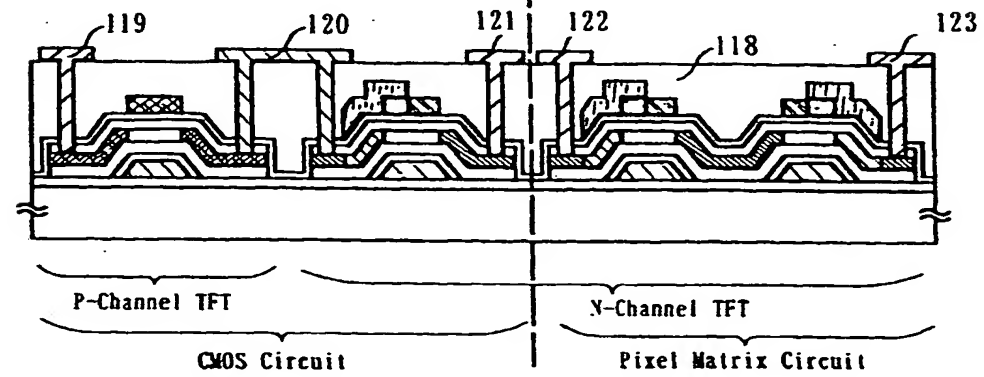 119
120
121
122
118
123
P-Channel TFT
N-Channel TFT
CMOS Circuit
Pixel Matrix Circuit